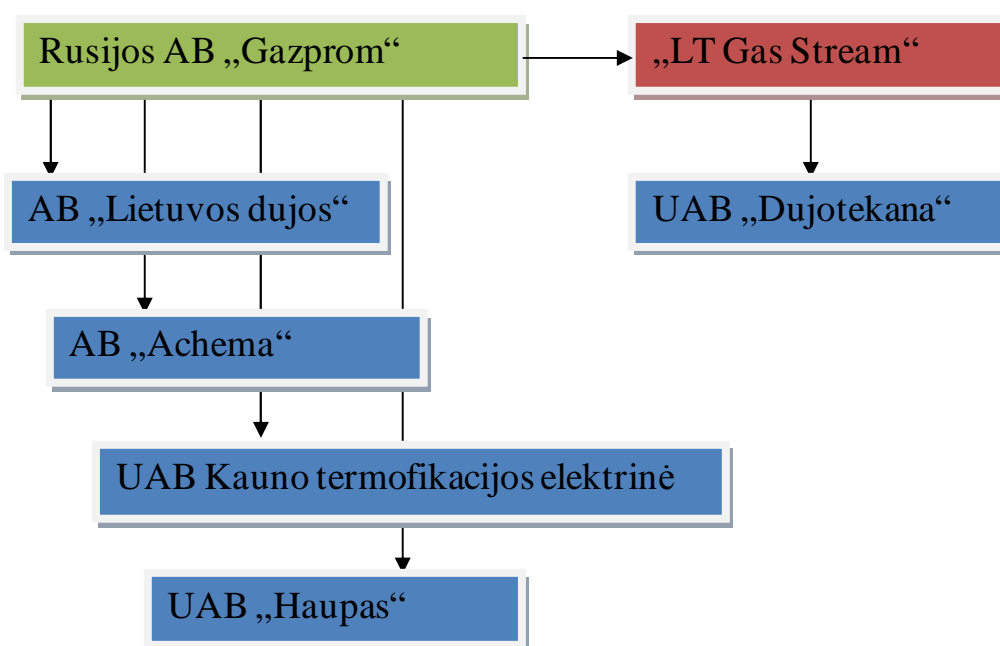 Rusijos AB „Gazprom“
„LT Gas Stream“
AB „Lietuvos dujos“
UAB „Dujotekana“
AB „Achema“
UAB Kauno termofikacijos elektrinė
UAB „Haupas“